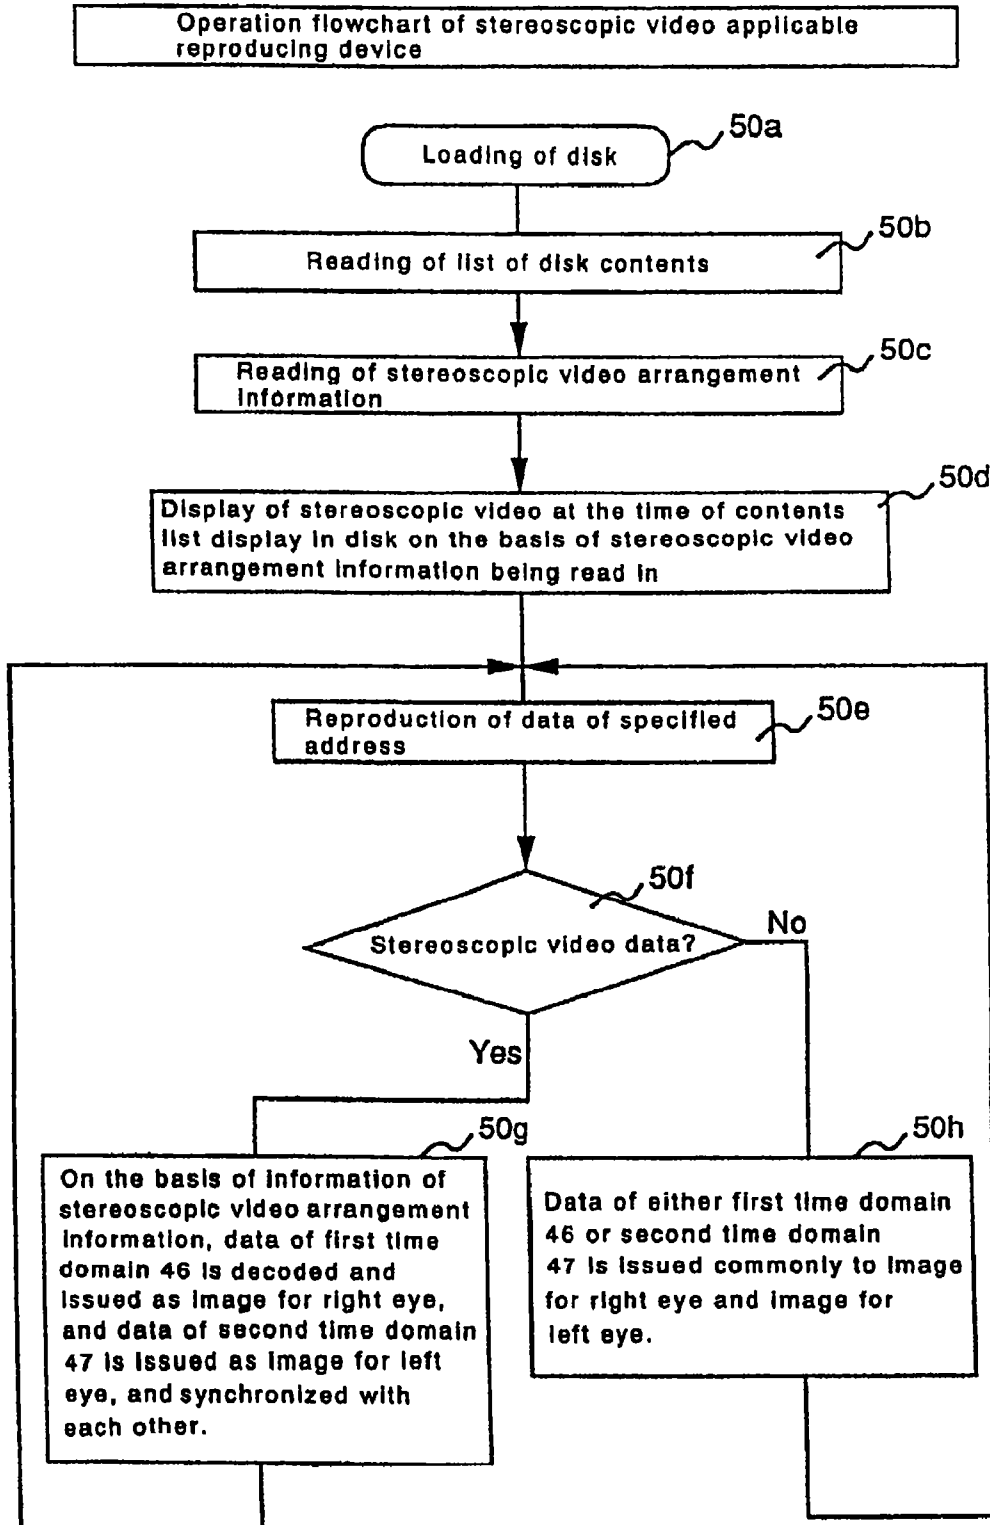 Operation flowchart of stereoscopic video applicable
reproducing device
50a
Loading of disk
50b
Reading of list of disk contents
50c
Reading of stereoscopic video arrangement
information
50d
Display of stereoscopic video at the time of contents
list display in disk on the basis of stereoscopic video
arrangement information being read in
50e
Reproduction of data of specified
address
50f
Stereoscopic video data?
No
Yes
50g
On the basis of information of
stereoscopic video arrangement
information, data of first time
domain 46 is decoded and
issued as image for right eye,
and data of second time domain
47 is issued as image for left
eye, and synchronized with
each other.
50h
Data of either first time domain
46 or second time domain
47 is issued commonly to image
for right eye and image for
left eye.